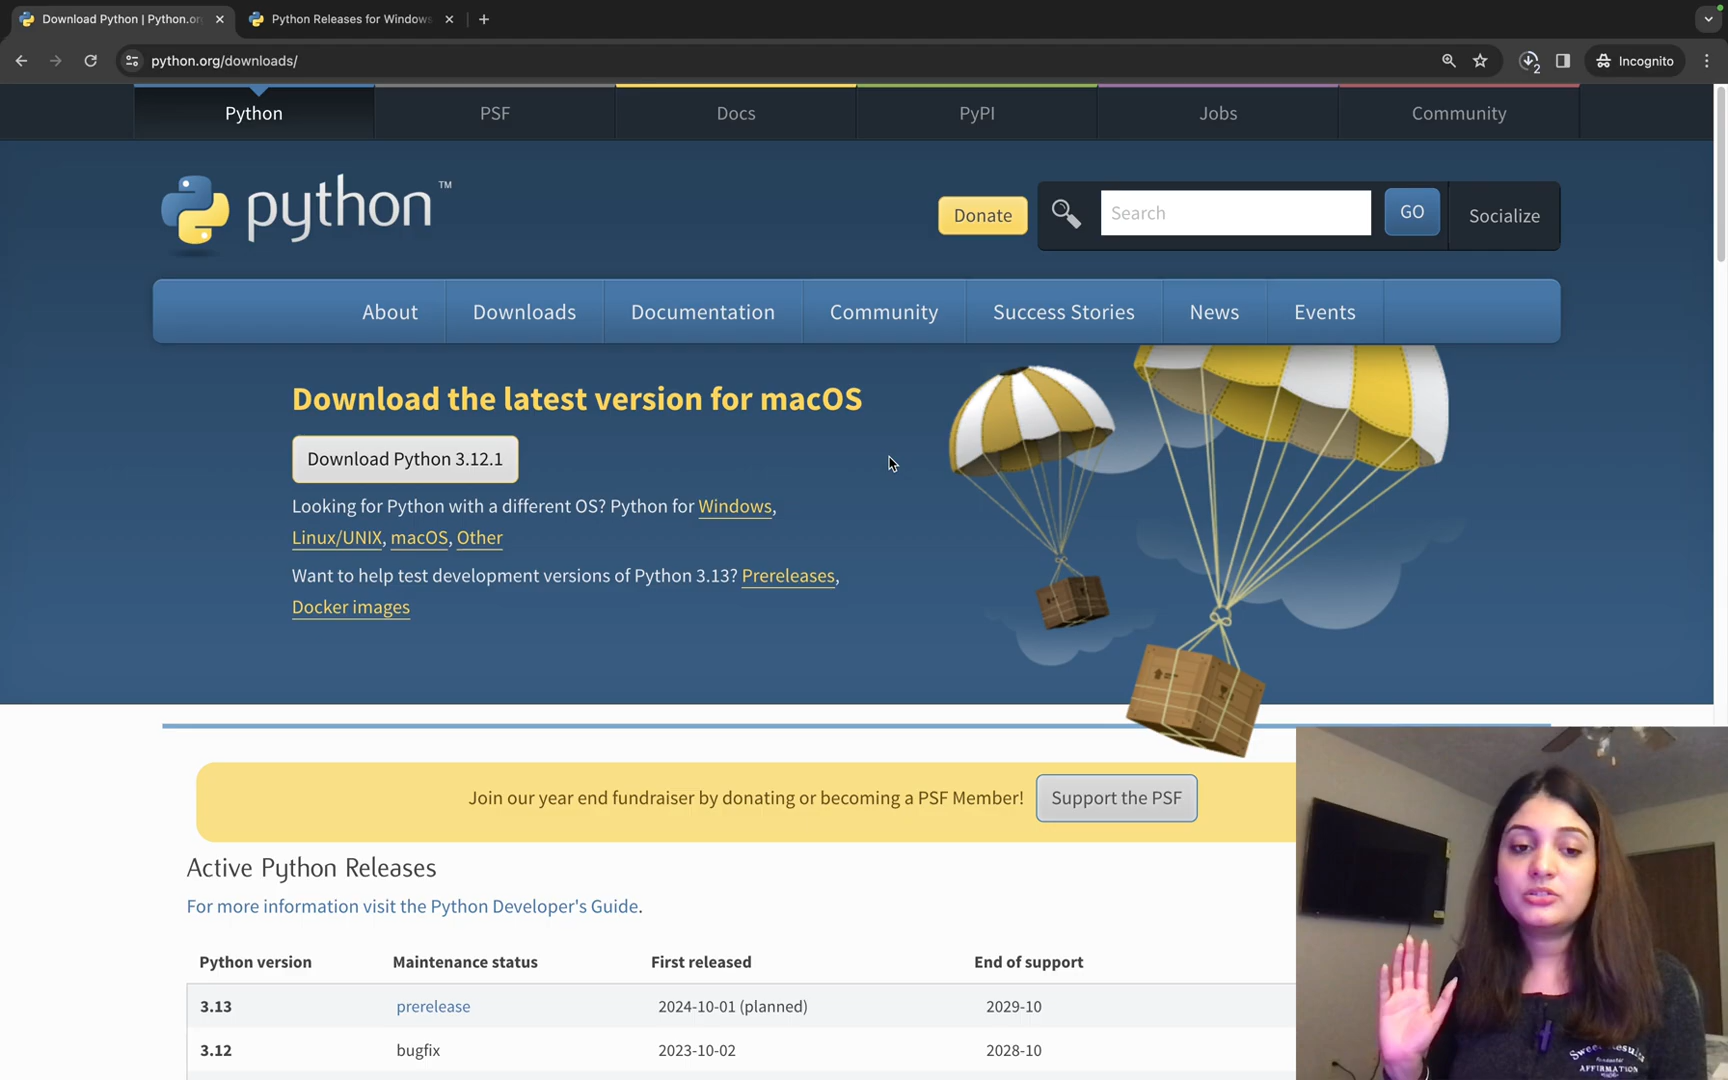 Download Python | Python.or
Python Releases for Windows
python.org/downloads/
2
Incognito
Python
PSF
Docs
PyPI
Jobs
Community
python™
Donate
Search
GO
Socialize
About
Downloads
Documentation
Community
Success Stories
News
Events
Download the latest version for macOS
Download Python 3.12.1
Looking for Python with a different OS? Python for Windows,
Linux/UNIX, macOS, Other
Want to help test development versions of Python 3.13? Prereleases,
Docker images
Join our year end fundraiser by donating or becoming a PSF Member!
Support the PSF
Active Python Releases
For more information visit the Python Developer's Guide.
Python version Maintenance status First released End of support
3.13 prerelease 2024-10-01 (planned) 2029-10
3.12 bugfix 2023-10-02 2028-10
Sweet Results
AFFIRMATION